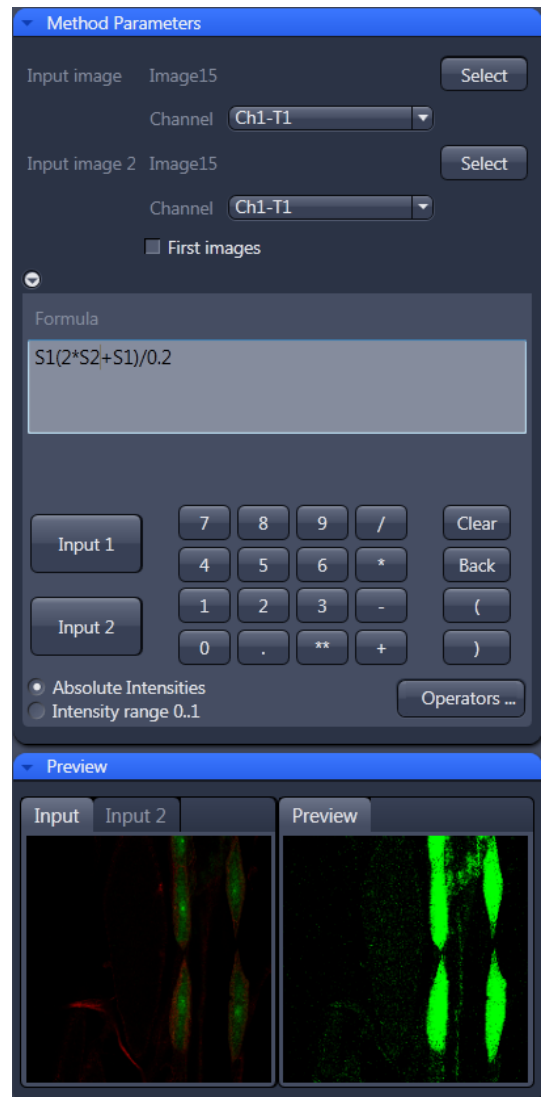 Method Parameters
Input image Image15 Select
Channel Ch1-T1
Input image 2 Image15 Select
Channel Ch1-T1
First images
Formula
S1(2*S2+S1)/0.2
Input 1
Input 2
7 8 9 / Clear
4 5 6 * Back
1 2 3 - (
0 . ** + )
Absolute Intensities
Intensity range 0..1
Operators ...
Preview
Input Input 2 Preview